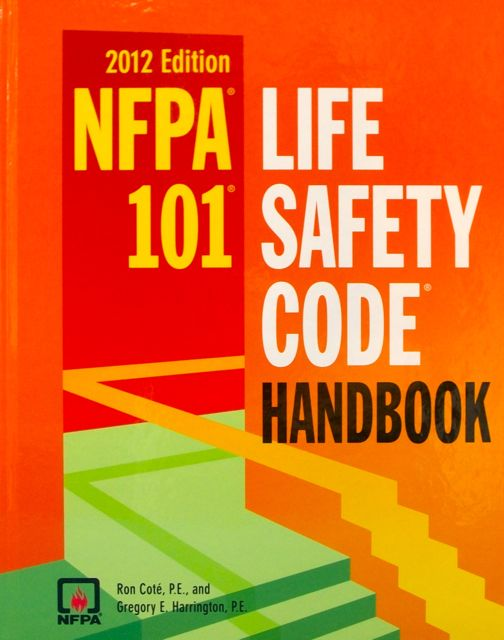 2012 Edition
NFPA®
101®
LIFE
SAFETY
CODE®
HANDBOOK
Ron Coté, P.E., and
Gregory E. Harrington, P.E.
NFPA®